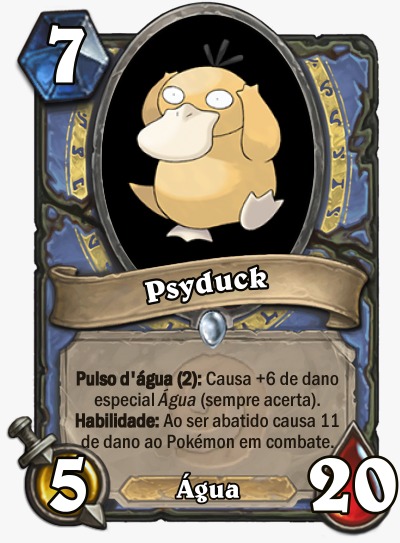 7
Psyduck
Pulso d'água (2): Causa +6 de dano
especial Água (sempre acerta).
Habilidade: Ao ser abatido causa 11
de dano ao Pokémon em combate.
5
Água
20